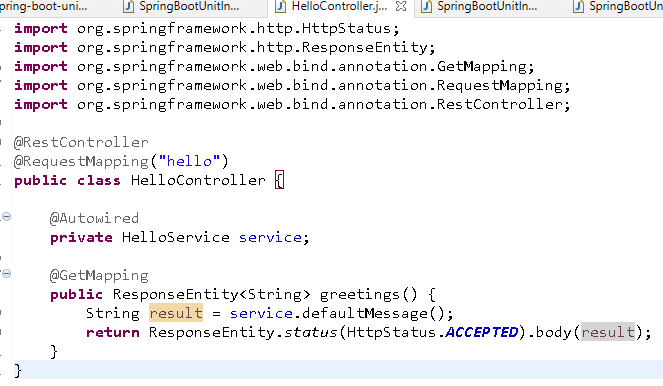 pring-boot-uni...
SpringBootUnitIn...
HelloController.j...
SpringBootUnitIn...
SpringBootUni
import org.springframework.http.HttpStatus;
import org.springframework.http.ResponseEntity;
import org.springframework.web.bind.annotation.GetMapping;
import org.springframework.web.bind.annotation.RequestMapping;
import org.springframework.web.bind.annotation.RestController;
@RestController
@RequestMapping("hello")
public class HelloController {
@Autowired
private HelloService service;
@GetMapping
public ResponseEntity<String> greetings() {
String result = service.defaultMessage();
return ResponseEntity.status(HttpStatus.ACCEPTED).body(result);
}
}